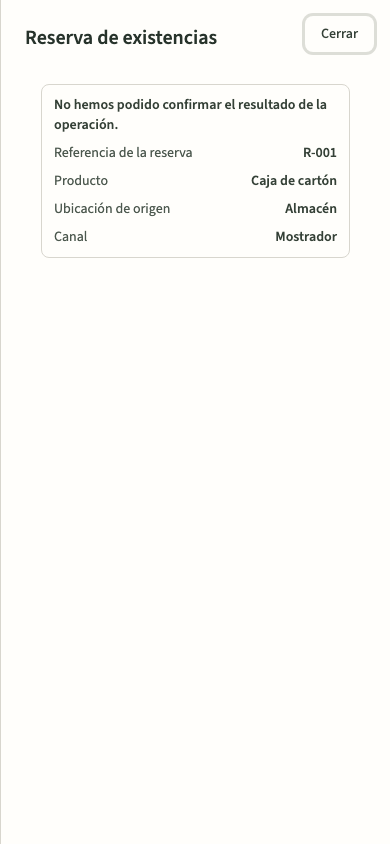 Reserva de existencias
Cerrar
No hemos podido confirmar el resultado de la
operación.
Referencia de la reserva R-001
Producto Caja de cartón
Ubicación de origen Almacén
Canal Mostrador